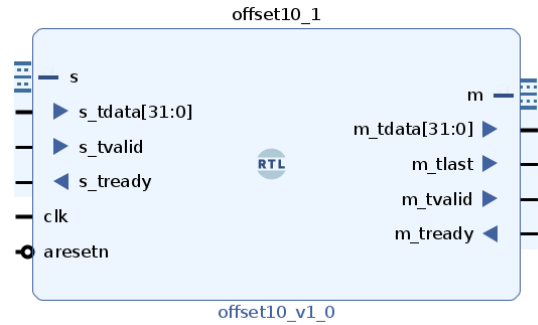 offset10_1
s
s_tdata[31:0]
s_tvalid
s_tready
clk
aresetn
RTL
m
m_tdata[31:0]
m_tlast
m_tvalid
m_tready
offset10_v1_0